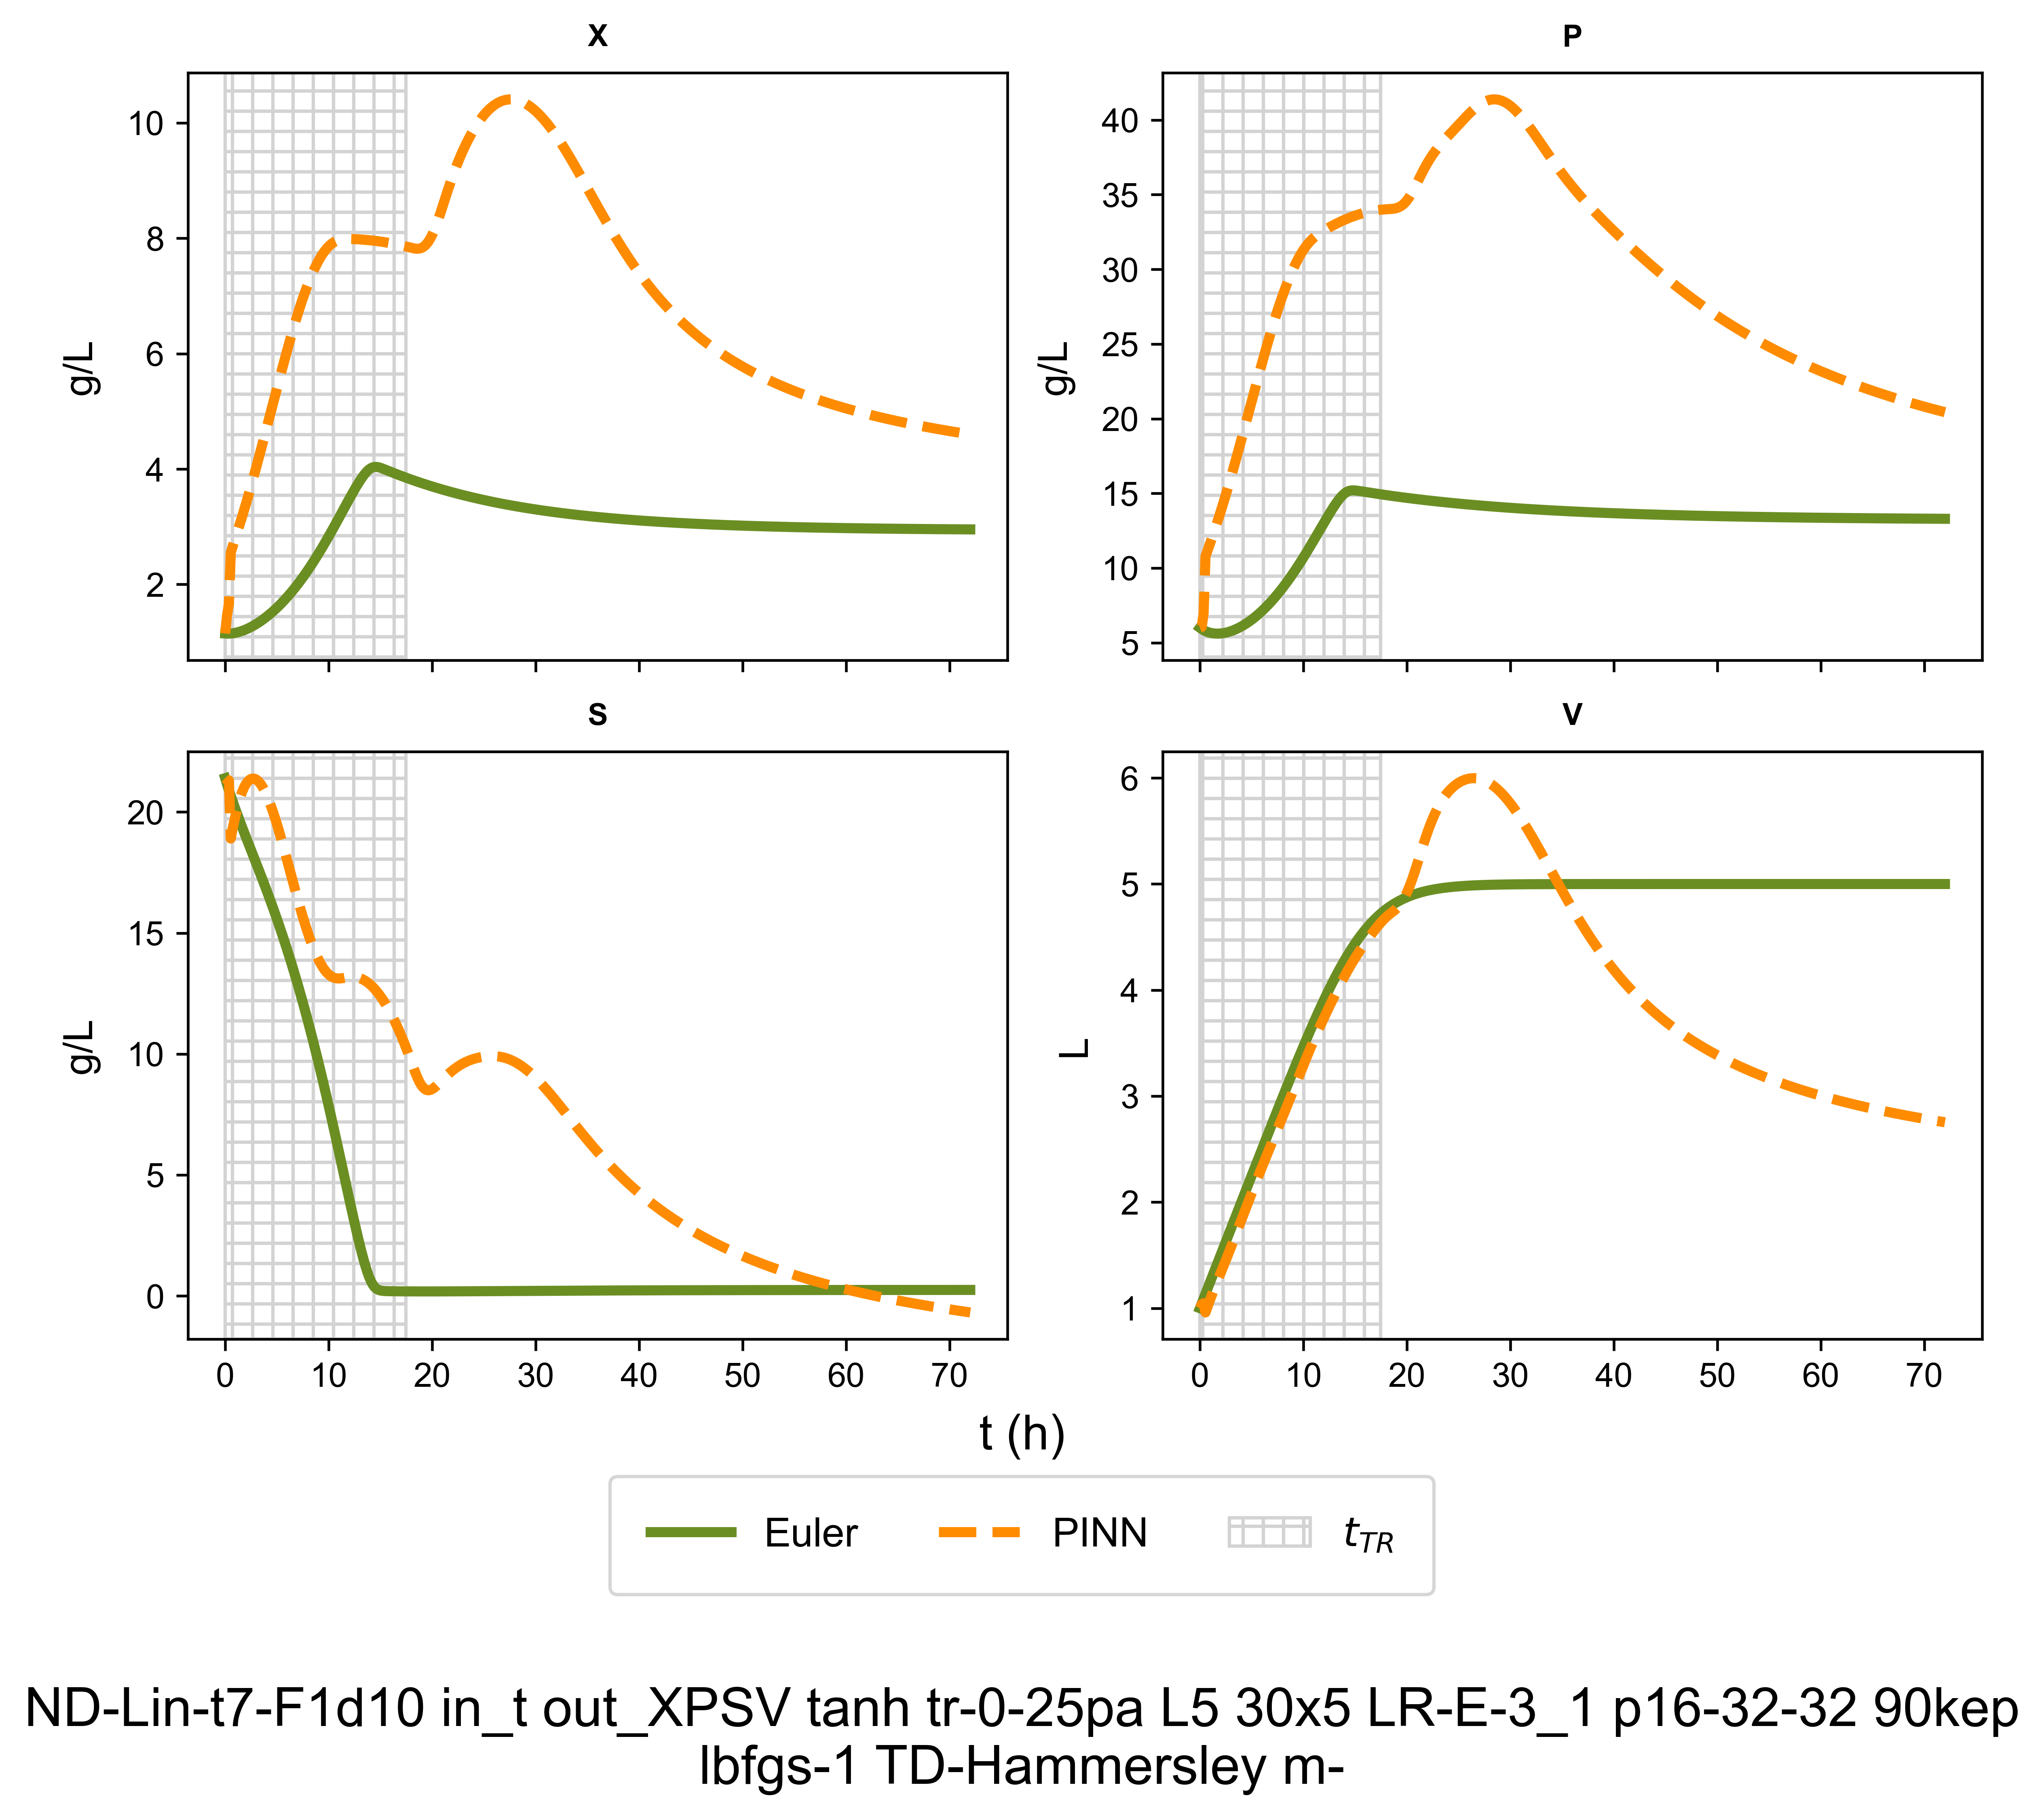 X
10
8
6
4
2
g/L
P
40
35
30
25
20
15
10
5
g/L
S
20
15
10
5
0
g/L
0 10 20 30 40 50 60 70
V
6
5
4
3
2
1
L
0 10 20 30 40 50 60 70
t (h)
Euler PINN t_TR
ND-Lin-t7-F1d10 in_t out_XPSV tanh tr-0-25pa L5 30x5 LR-E-3_1 p16-32-32 90kep
lbfgs-1 TD-Hammersley m-